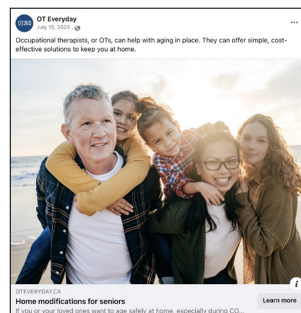 OT Everyday
July 15, 2022 ·
Occupational therapists, or OTs, can help with aging in place. They can offer simple, cost-
effective solutions to keep you at home.
OTEVERYDAY.CA
Home modifications for seniors
If you or your loved ones want to age safely at home, especially during CO...
Learn more